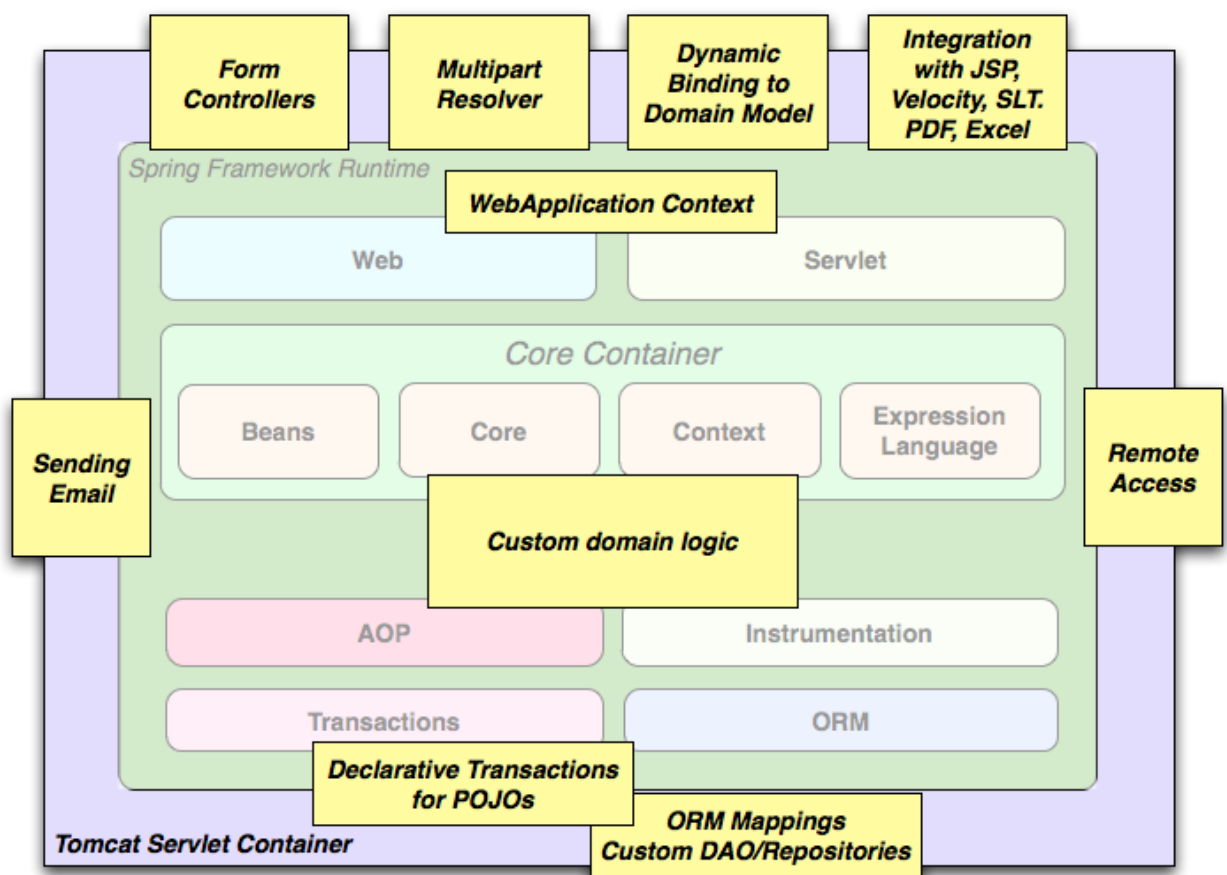 Form
Controllers
Multipart
Resolver
Dynamic
Binding to
Domain Model
Integration
with JSP,
Velocity, SLT.
PDF, Excel
Spring Framework Runtime
WebApplication Context
Web
Servlet
Core Container
Beans
Core
Context
Expression
Language
Sending
Email
Remote
Access
Custom domain logic
AOP
Instrumentation
Transactions
ORM
Declarative Transactions
for POJOs
ORM Mappings
Custom DAO/Repositories
Tomcat Servlet Container